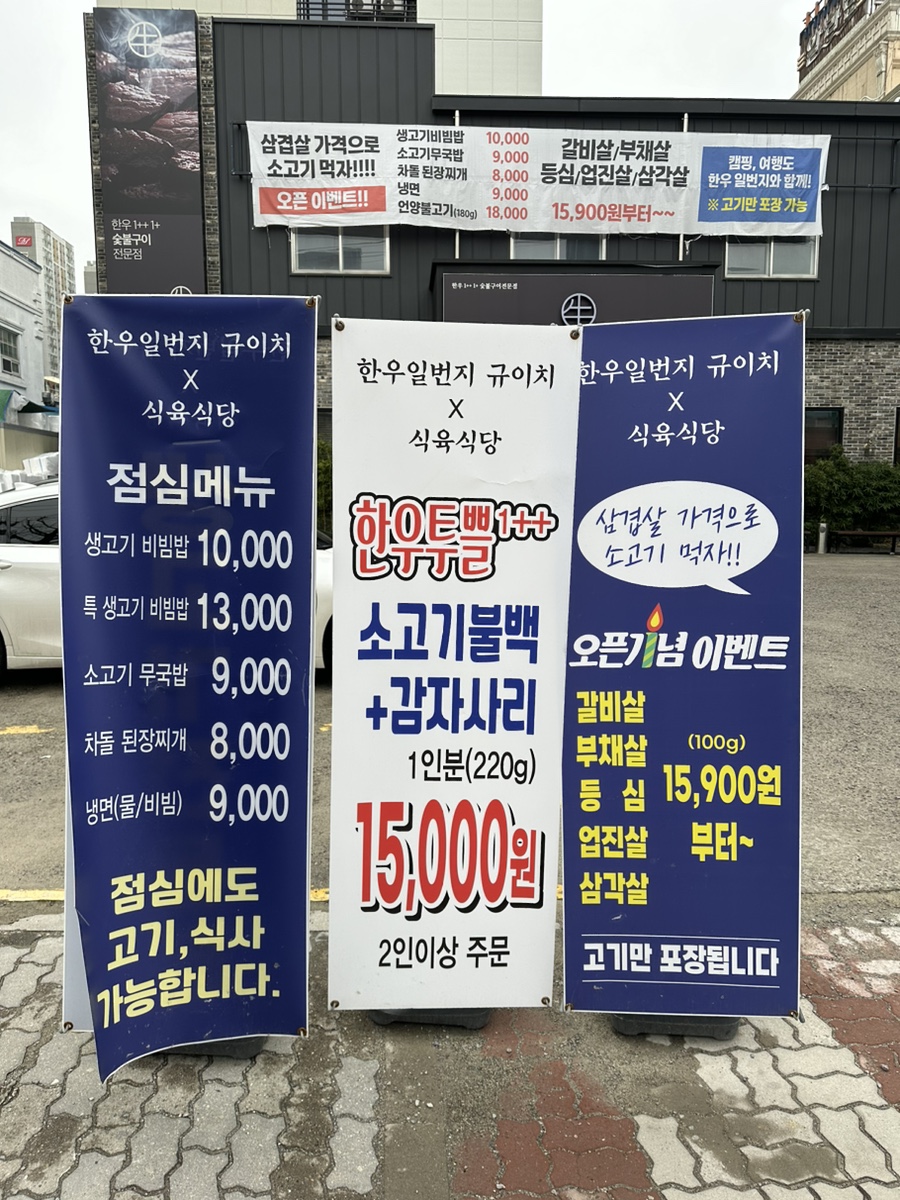 生
한우 1++ 1+
숯불구이
전문점
삼겹살 가격으로
소고기 먹자!!!!
오픈 이벤트!!
생고기비빔밥 10,000
소고기무국밥 9,000
차돌 된장찌개 8,000
냉면 9,000
언양불고기(180g) 18,000
갈비살/부채살
등심/업진살/삼각살
15,900원부터~~
캠핑, 여행도
한우 일번지와 함께!
※ 고기만 포장 가능
한우 1++ 1+ 숯불구이전문점
生
한우일번지 규이치
X
식육식당
점심메뉴
생고기 비빔밥 10,000
특 생고기 비빔밥 13,000
소고기 무국밥 9,000
차돌 된장찌개 8,000
냉면(물/비빔) 9,000
점심에도
고기,식사
가능합니다.
한우일번지 규이치
X
식육식당
한우투쁠1++
소고기불백
+감자사리
1인분(220g)
15,000원
2인이상 주문
한우일번지 규이치
X
식육식당
삼겹살 가격으로
소고기 먹자!!
오픈기념 이벤트
갈비살
부채살
등 심
업진살
삼각살
(100g)
15,900원
부터~
고기만 포장됩니다